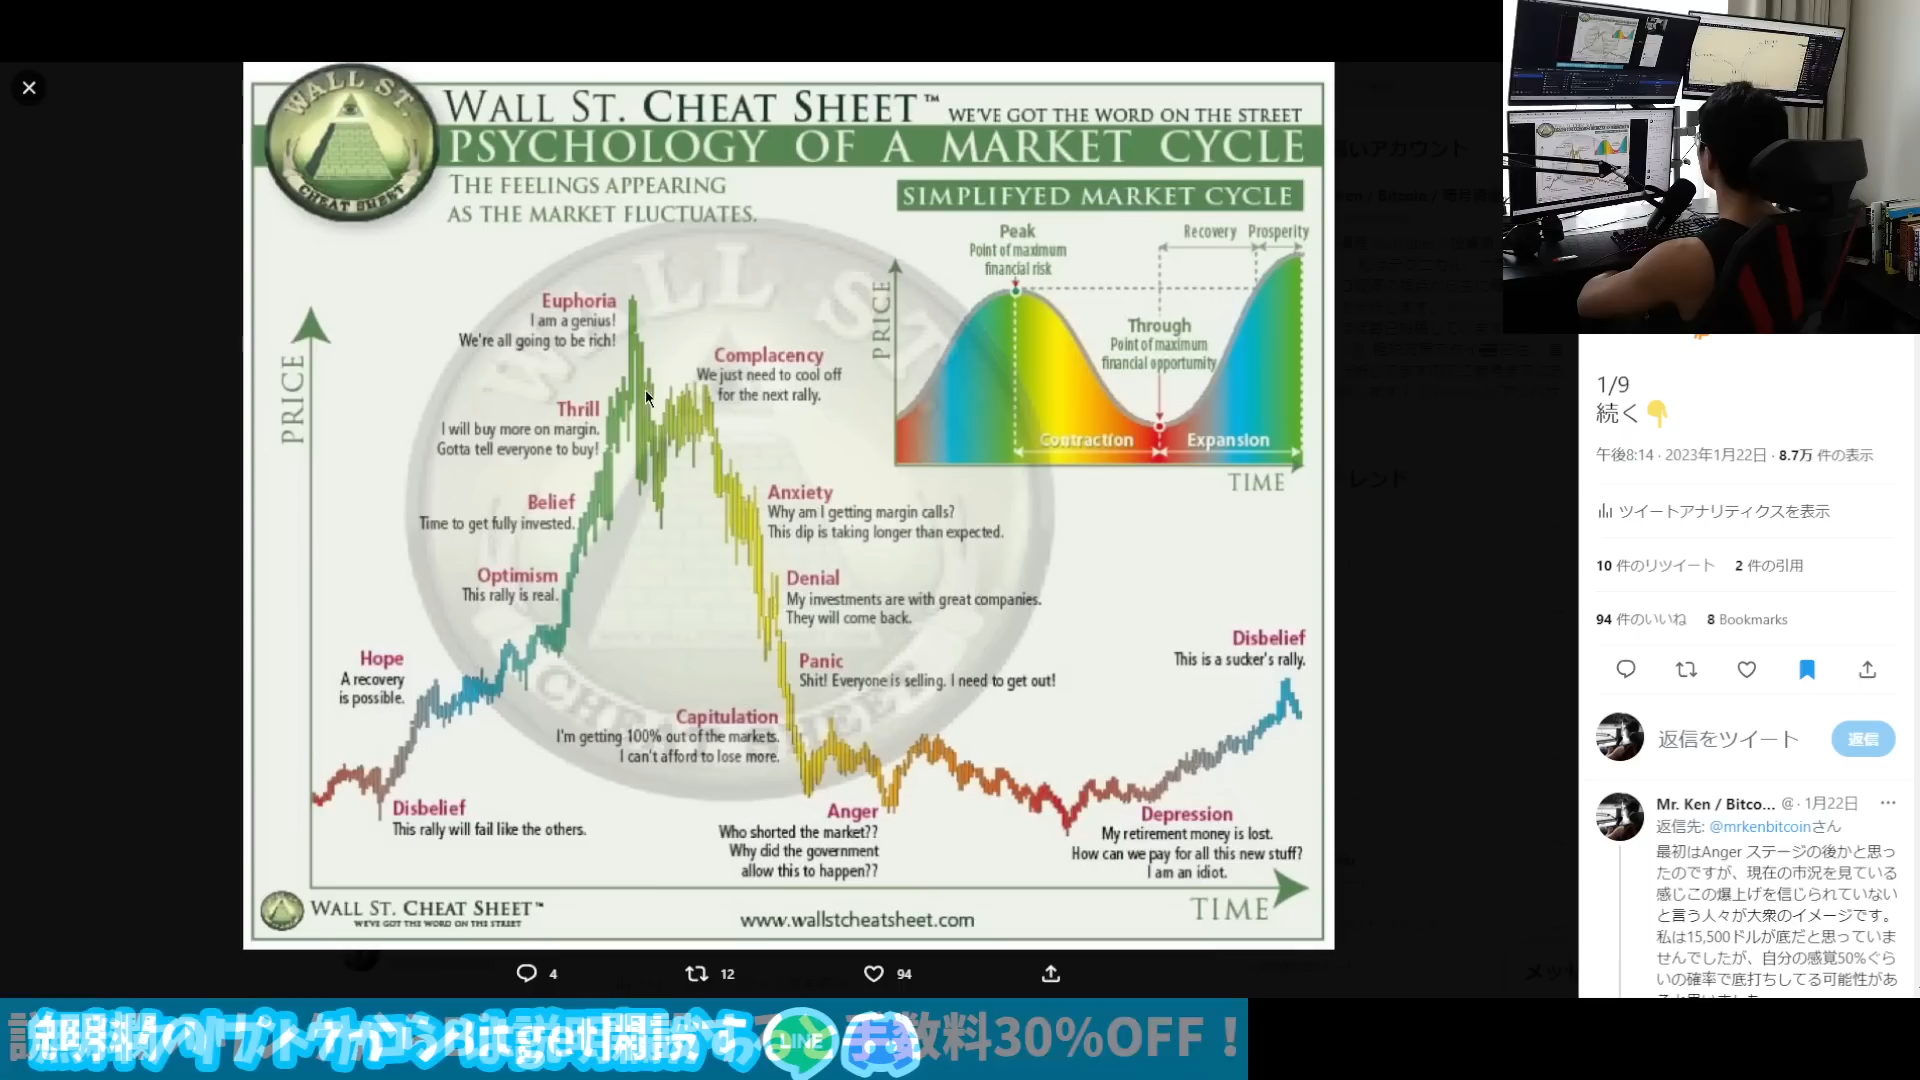 WALL ST.
CHEAT SHEET
WALL ST. CHEAT SHEET™ WE'VE GOT THE WORD ON THE STREET
PSYCHOLOGY OF A MARKET CYCLE
THE FEELINGS APPEARING
AS THE MARKET FLUCTUATES.
SIMPLIFYED MARKET CYCLE
Peak
Point of maximum
financial risk
Recovery Prosperity
Through
Point of maximum
financial opportunity
Contraction
Expansion
PRICE
TIME
PRICE
Euphoria
I am a genius!
We're all going to be rich!
Complacency
We just need to cool off
for the next rally.
Thrill
I will buy more on margin.
Gotta tell everyone to buy!
Belief
Time to get fully invested.
Anxiety
Why am I getting margin calls?
This dip is taking longer than expected.
Optimism
This rally is real.
Denial
My investments are with great companies.
They will come back.
Hope
A recovery
is possible.
Panic
Shit! Everyone is selling. I need to get out!
Disbelief
This is a sucker's rally.
Capitulation
I'm getting 100% out of the markets.
I can't afford to lose more.
Disbelief
This rally will fail like the others.
Anger
Who shorted the market??
Why did the government
allow this to happen??
Depression
My retirement money is lost.
How can we pay for all this new stuff?
I am an idiot.
TIME
WALL ST. CHEAT SHEET™
WE'VE GOT THE WORD ON THE STREET
www.wallstcheatsheet.com
4
12
94
1/9
続く👇
午後8:14 · 2023年1月22日 · 8.7万 件の表示
ツイートアナリティクスを表示
10 件のリツイート 2 件の引用
94 件のいいね 8 Bookmarks
返信をツイート
返信
Mr. Ken / Bitco... @ · 1月22日 ···
返信先: @mrkenbitcoinさん
最初はAnger ステージの後かと思っ
たのですが、現在の市況を見ている
感じこの爆上げを信じられていない
と言う人々が大衆のイメージです。
私は15,500ドルが底だと思っていま
せんでしたが、自分の感覚50%ぐら
いの確率で底打ちしてる可能性があ
LINE
手数料30%OFF！